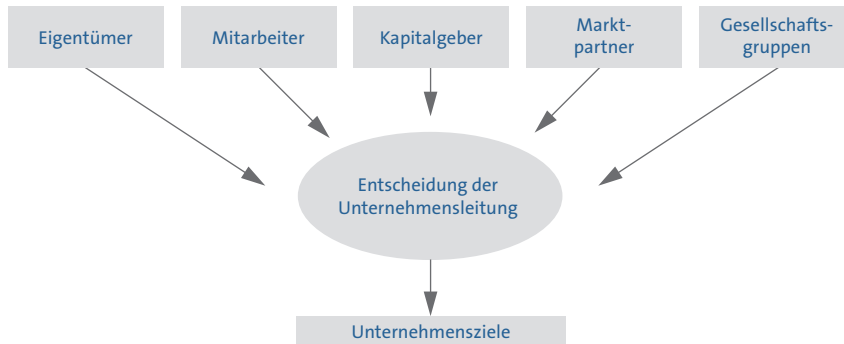 Eigentümer
Mitarbeiter
Kapitalgeber
Markt-
partner
Gesellschafts-
gruppen
Entscheidung der
Unternehmensleitung
Unternehmensziele